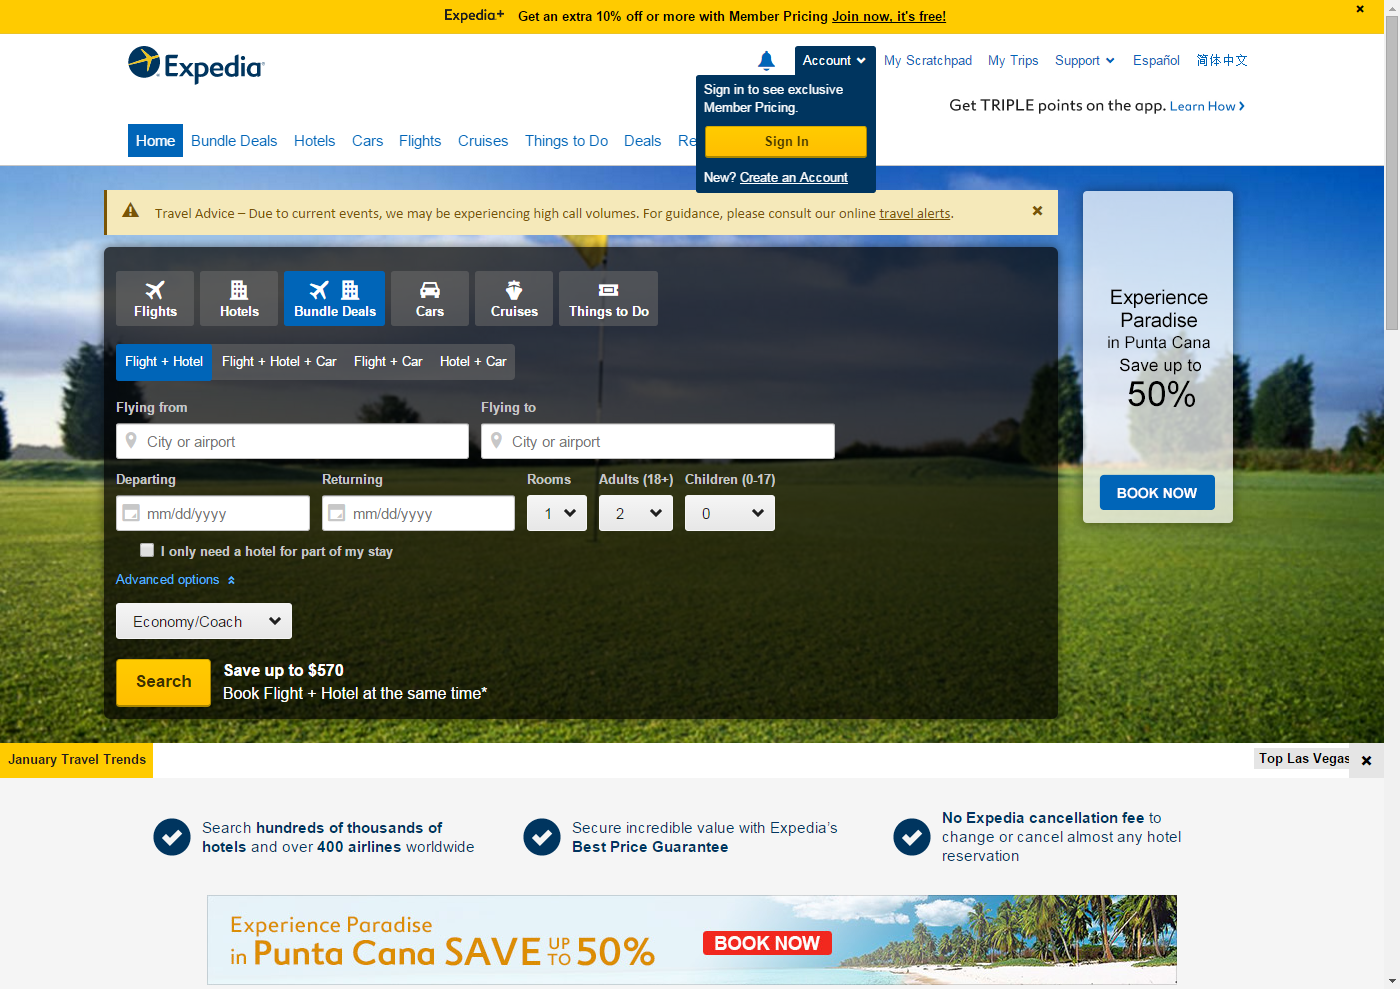 Expedia+ Get an extra 10% off or more with Member Pricing Join now, it's free!
Expedia
Account My Scratchpad My Trips Support Español 简体中文
Sign in to see exclusive
Member Pricing.
Sign In
New? Create an Account
Get TRIPLE points on the app. Learn How
Home Bundle Deals Hotels Cars Flights Cruises Things to Do Deals Re
Travel Advice – Due to current events, we may be experiencing high call volumes. For guidance, please consult our online travel alerts.
Flights Hotels Bundle Deals Cars Cruises Things to Do
Flight + Hotel Flight + Hotel + Car Flight + Car Hotel + Car
Flying from Flying to
City or airport City or airport
Departing Returning Rooms Adults (18+) Children (0-17)
mm/dd/yyyy mm/dd/yyyy 1 2 0
I only need a hotel for part of my stay
Advanced options
Economy/Coach
Search
Save up to $570
Book Flight + Hotel at the same time*
Experience
Paradise
in Punta Cana
Save up to
50%
BOOK NOW
January Travel Trends
Top Las Vegas
Search hundreds of thousands of
hotels and over 400 airlines worldwide
Secure incredible value with Expedia's
Best Price Guarantee
No Expedia cancellation fee to
change or cancel almost any hotel
reservation
Experience Paradise
in Punta Cana SAVE UP TO 50%
BOOK NOW